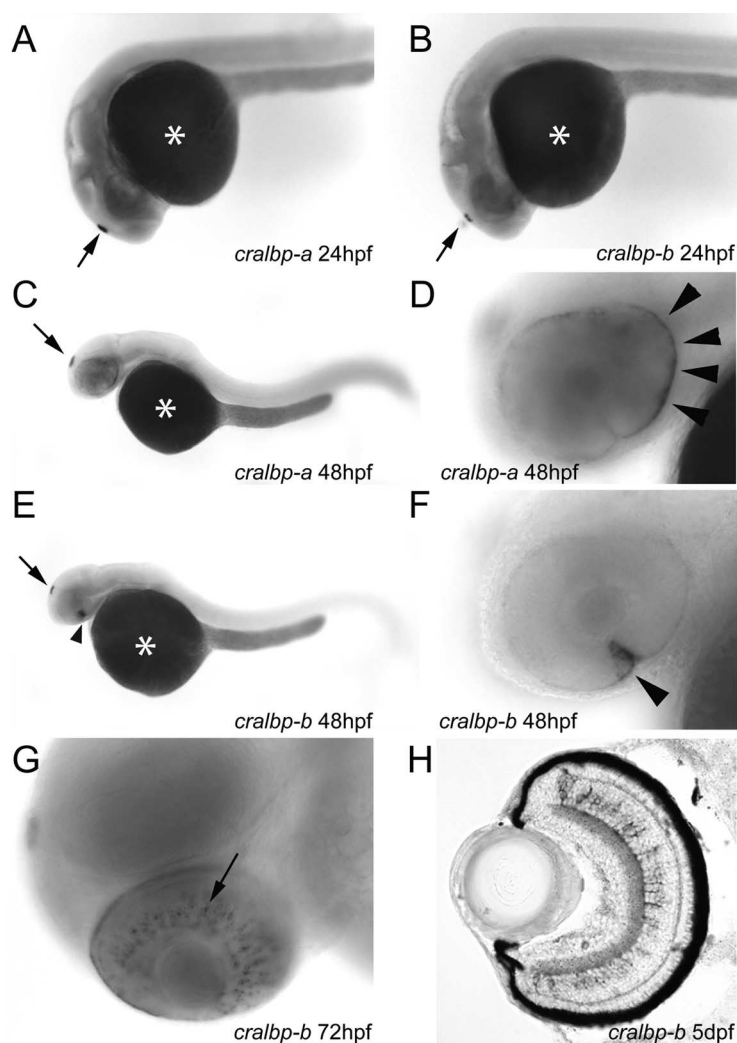 A
B
*
*
cralbp-a 24hpf
cralbp-b 24hpf
C
D
*
cralbp-a 48hpf
cralbp-a 48hpf
E
F
*
cralbp-b 48hpf
cralbp-b 48hpf
G
H
cralbp-b 72hpf
cralbp-b 5dpf